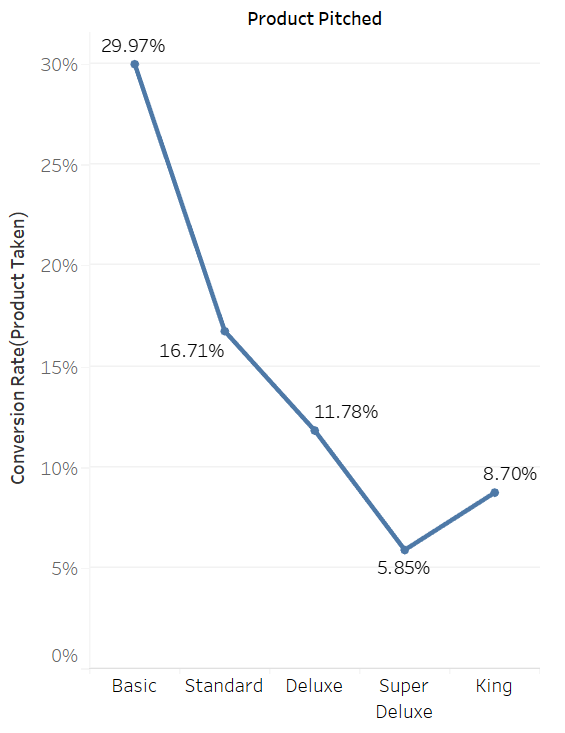 Product Pitched
29.97%
30%
25%
20%
16.71%
15%
11.78%
10%
8.70%
5.85%
5%
0%
Conversion Rate(Product Taken)
Basic
Standard
Deluxe
Super
Deluxe
King